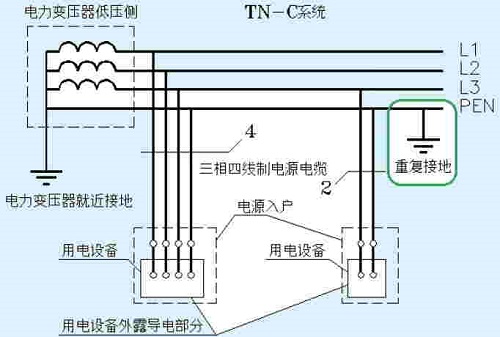 电力变压器低压侧
TN-C系统
L1
L2
L3
PEN
4
三相四线制电源电缆
重复接地
2
电力变压器就近接地
电源入户
用电设备
用电设备
用电设备外露导电部分